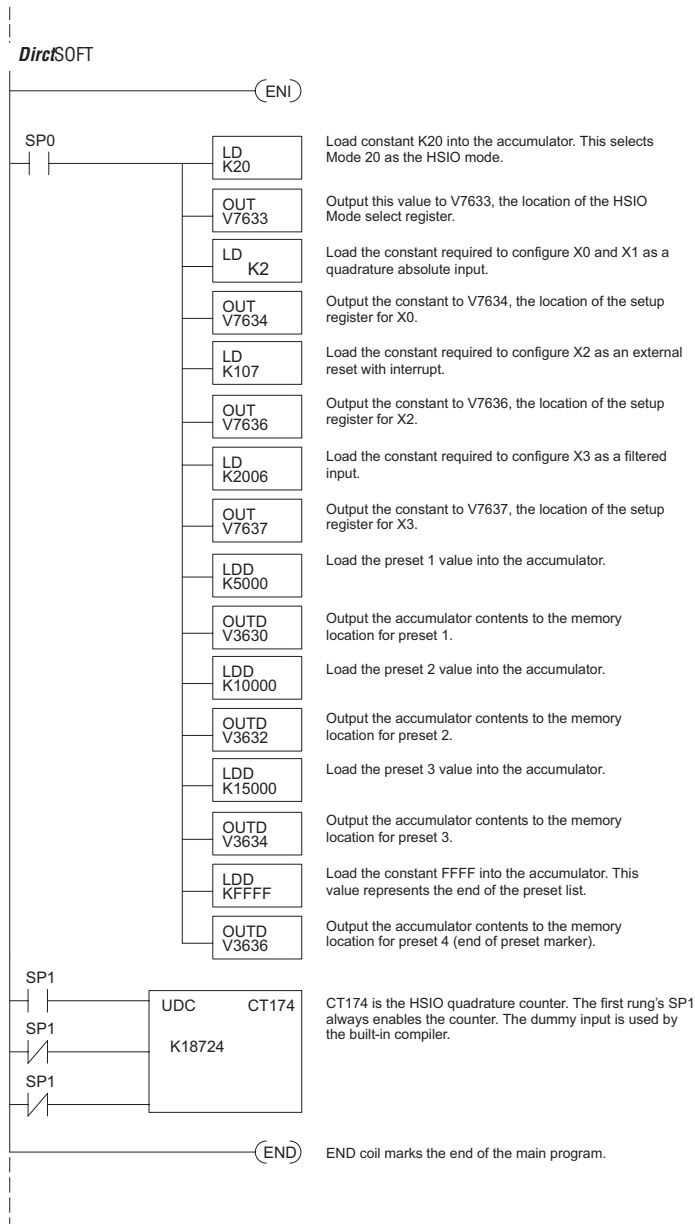 DirctSOFT
ENI
SP0
LD
K20
Load constant K20 into the accumulator. This selects
Mode 20 as the HSIO mode.
OUT
V7633
Output this value to V7633, the location of the HSIO
Mode select register.
LD
K2
Load the constant required to configure X0 and X1 as a
quadrature absolute input.
OUT
V7634
Output the constant to V7634, the location of the setup
register for X0.
LD
K107
Load the constant required to configure X2 as an external
reset with interrupt.
OUT
V7636
Output the constant to V7636, the location of the setup
register for X2.
LD
K2006
Load the constant required to configure X3 as a filtered
input.
OUT
V7637
Output the constant to V7637, the location of the setup
register for X3.
LDD
K5000
Load the preset 1 value into the accumulator.
OUTD
V3630
Output the accumulator contents to the memory
location for preset 1.
LDD
K10000
Load the preset 2 value into the accumulator.
OUTD
V3632
Output the accumulator contents to the memory
location for preset 2.
LDD
K15000
Load the preset 3 value into the accumulator.
OUTD
V3634
Output the accumulator contents to the memory
location for preset 3.
LDD
KFFFF
Load the constant FFFF into the accumulator. This
value represents the end of the preset list.
OUTD
V3636
Output the accumulator contents to the memory
location for preset 4 (end of preset marker).
SP1
UDC CT174
CT174 is the HSIO quadrature counter. The first rung's SP1
always enables the counter. The dummy input is used by
the built-in compiler.
SP1
K18724
SP1
END
END coil marks the end of the main program.